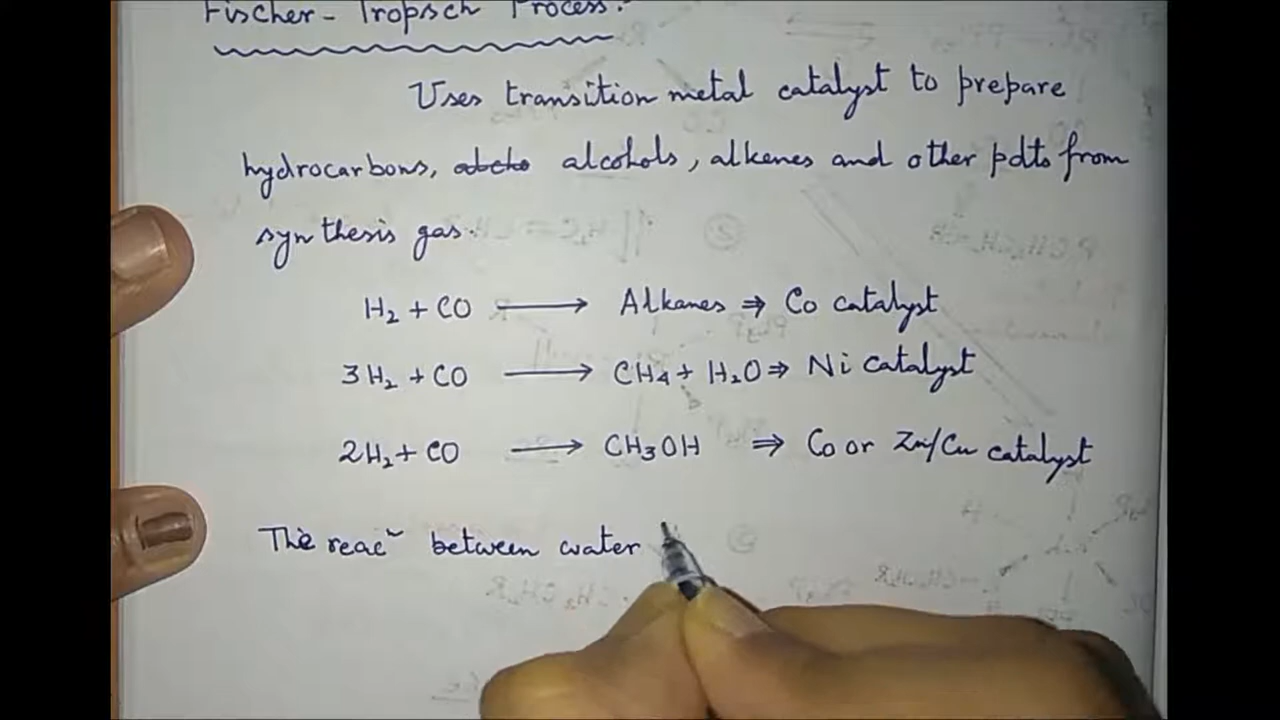 Fischer-Tropsch Process:
Uses transition metal catalyst to prepare
hydrocarbons, alcohols, alkenes and other pdts from
synthesis gas.
H₂ + CO ⟶ Alkanes ⇒ Co catalyst
3H₂ + CO ⟶ CH₄ + H₂O ⇒ Ni catalyst
2H₂ + CO ⟶ CH₃OH ⇒ Co or Zn/Cu catalyst
The reac~ between water